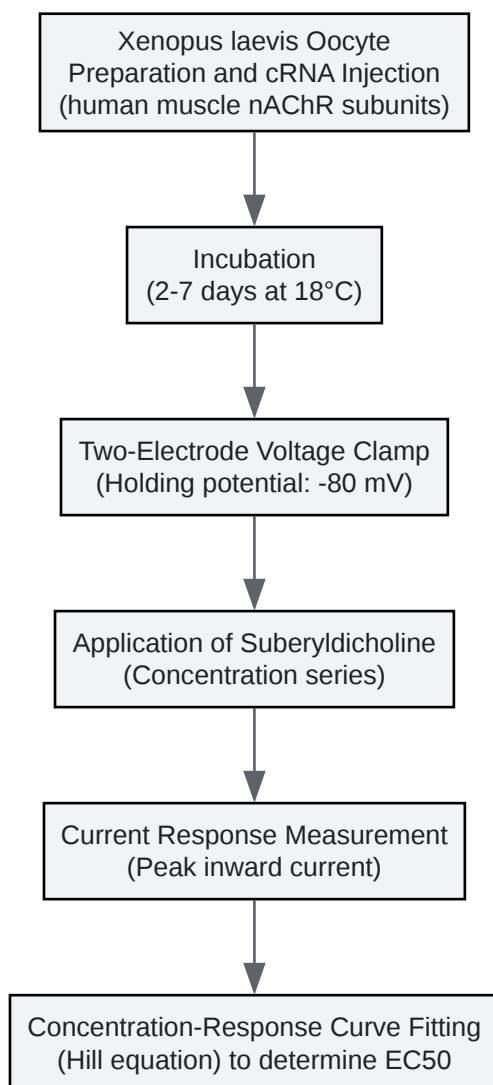 Xenopus laevis Oocyte
Preparation and cRNA Injection
(human muscle nAChR subunits)
Incubation
(2-7 days at 18°C)
Two-Electrode Voltage Clamp
(Holding potential: -80 mV)
Application of Suberyldicholine
(Concentration series)
Current Response Measurement
(Peak inward current)
Concentration-Response Curve Fitting
(Hill equation) to determine EC50